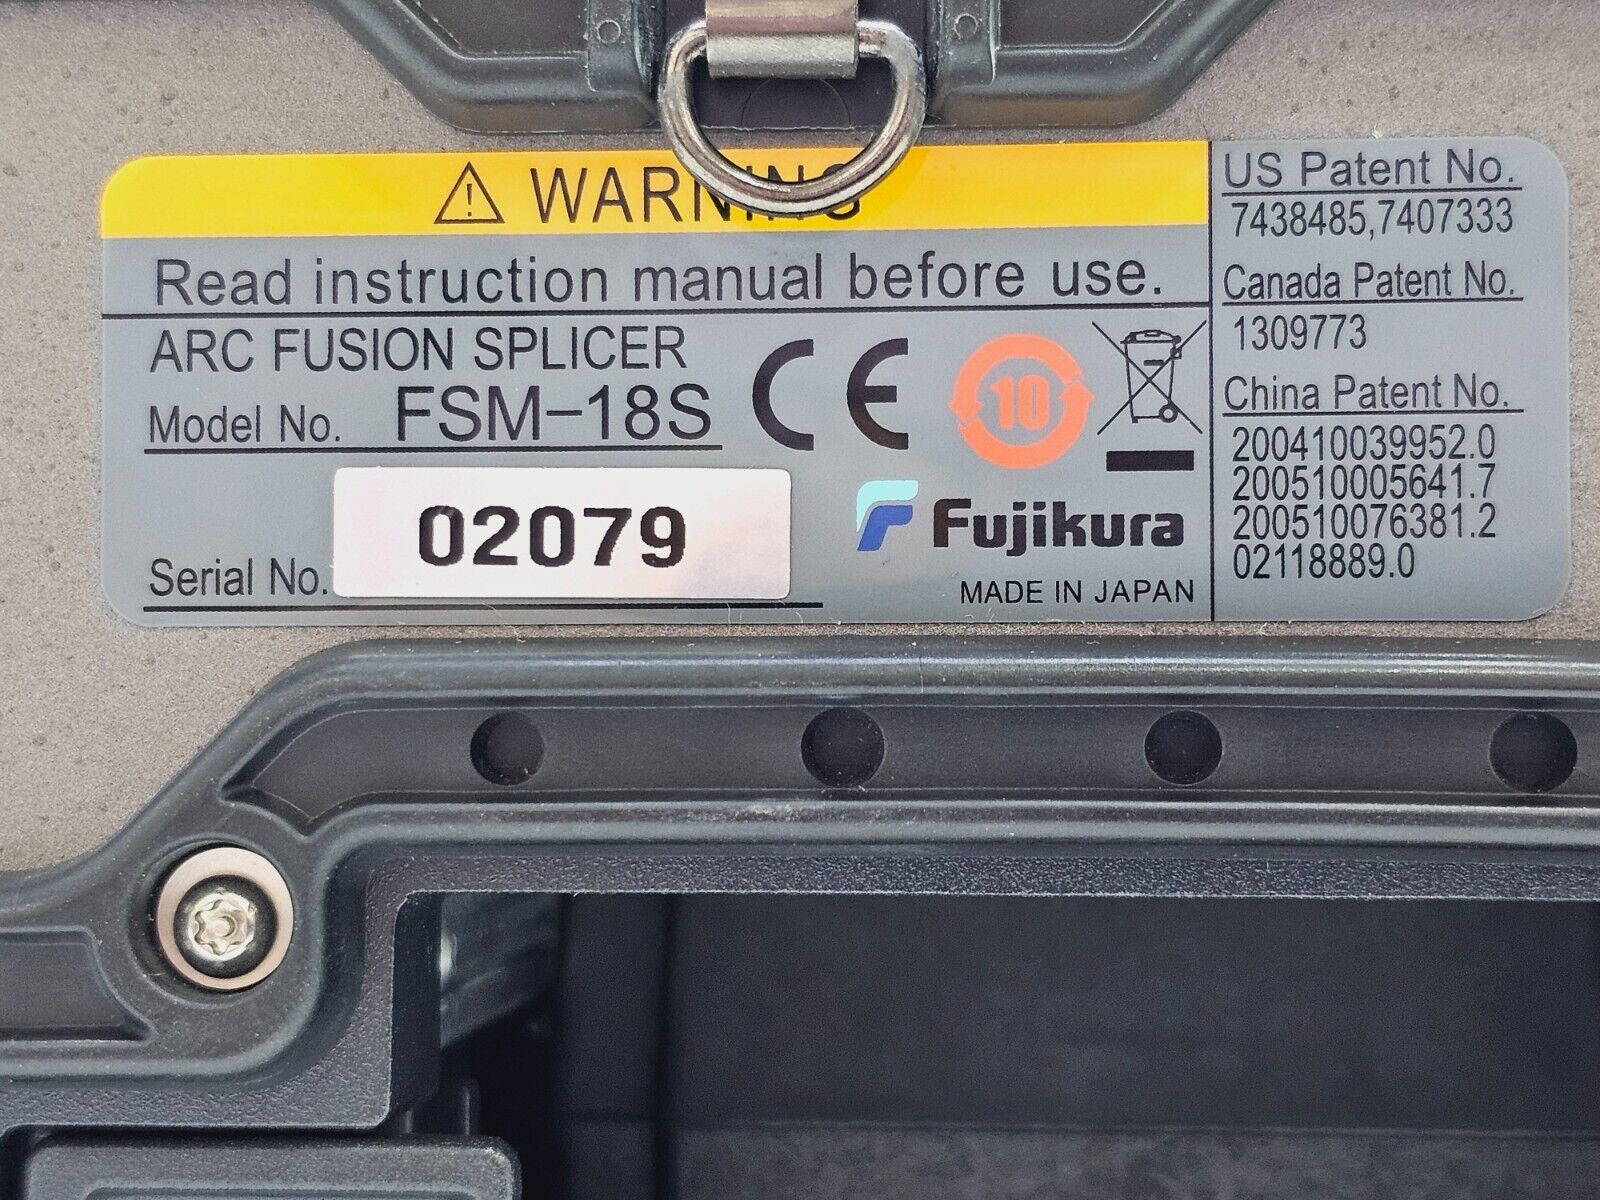 WARNING
Read instruction manual before use.
ARC FUSION SPLICER
Model No. FSM-18S
CE
10
Serial No. 02079
Fujikura
MADE IN JAPAN
US Patent No.
7438485,7407333
Canada Patent No.
1309773
China Patent No.
200410039952.0
200510005641.7
200510076381.2
02118889.0